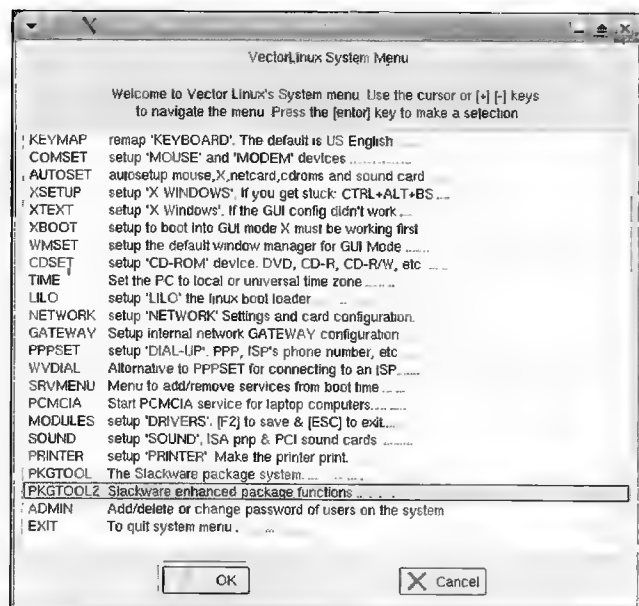 VectorLinux System Menu
Welcome to Vector Linux's System menu Use the cursor or [+] [-] keys
to navigate the menu Press the [enter] key to make a selection
KEYMAP remap 'KEYBOARD'. The default is US English
COMSET setup 'MOUSE' and 'MODEM' devices ..............
AUTOSET autosetup mouse,X,netcard,cdroms and sound card
XSETUP setup 'X WINDOWS', if you get stuck: CTRL+ALT+BS ....
XTEXT setup 'X Windows'. If the GUI config didn't work ....
XBOOT setup to boot into GUI mode X must be working first
WMSET setup the default window manager for GUI Mode .......
CDSET setup 'CD-ROM' device. DVD, CD-R, CD-R/W, etc .....
TIME Set the PC to local or universal time zone .......
LILO setup 'LILO' the linux boot loader ..
NETWORK setup 'NETWORK' Settings and card configuration.
GATEWAY Setup internal network GATEWAY configuration
PPPSET setup 'DIAL-UP'. PPP, ISP's phone number, etc
WVDIAL Alternative to PPPSET for connecting to an ISP......
SRVMENU Menu to add/remove services from boot time .....
PCMCIA Start PCMCIA service for laptop computers.......
MODULES setup 'DRIVERS'. [F2] to save & [ESC] to exit...
SOUND setup 'SOUND', ISA pnp & PCI sound cards .......
PRINTER setup 'PRINTER' Make the printer print.
PKGTOOL The Slackware package system.... .. .....
PKGTOOL2 Slackware enhanced package functions .. . . .
ADMIN Add/delete or change password of users on the system
EXIT To quit system menu . ...
OK
Cancel